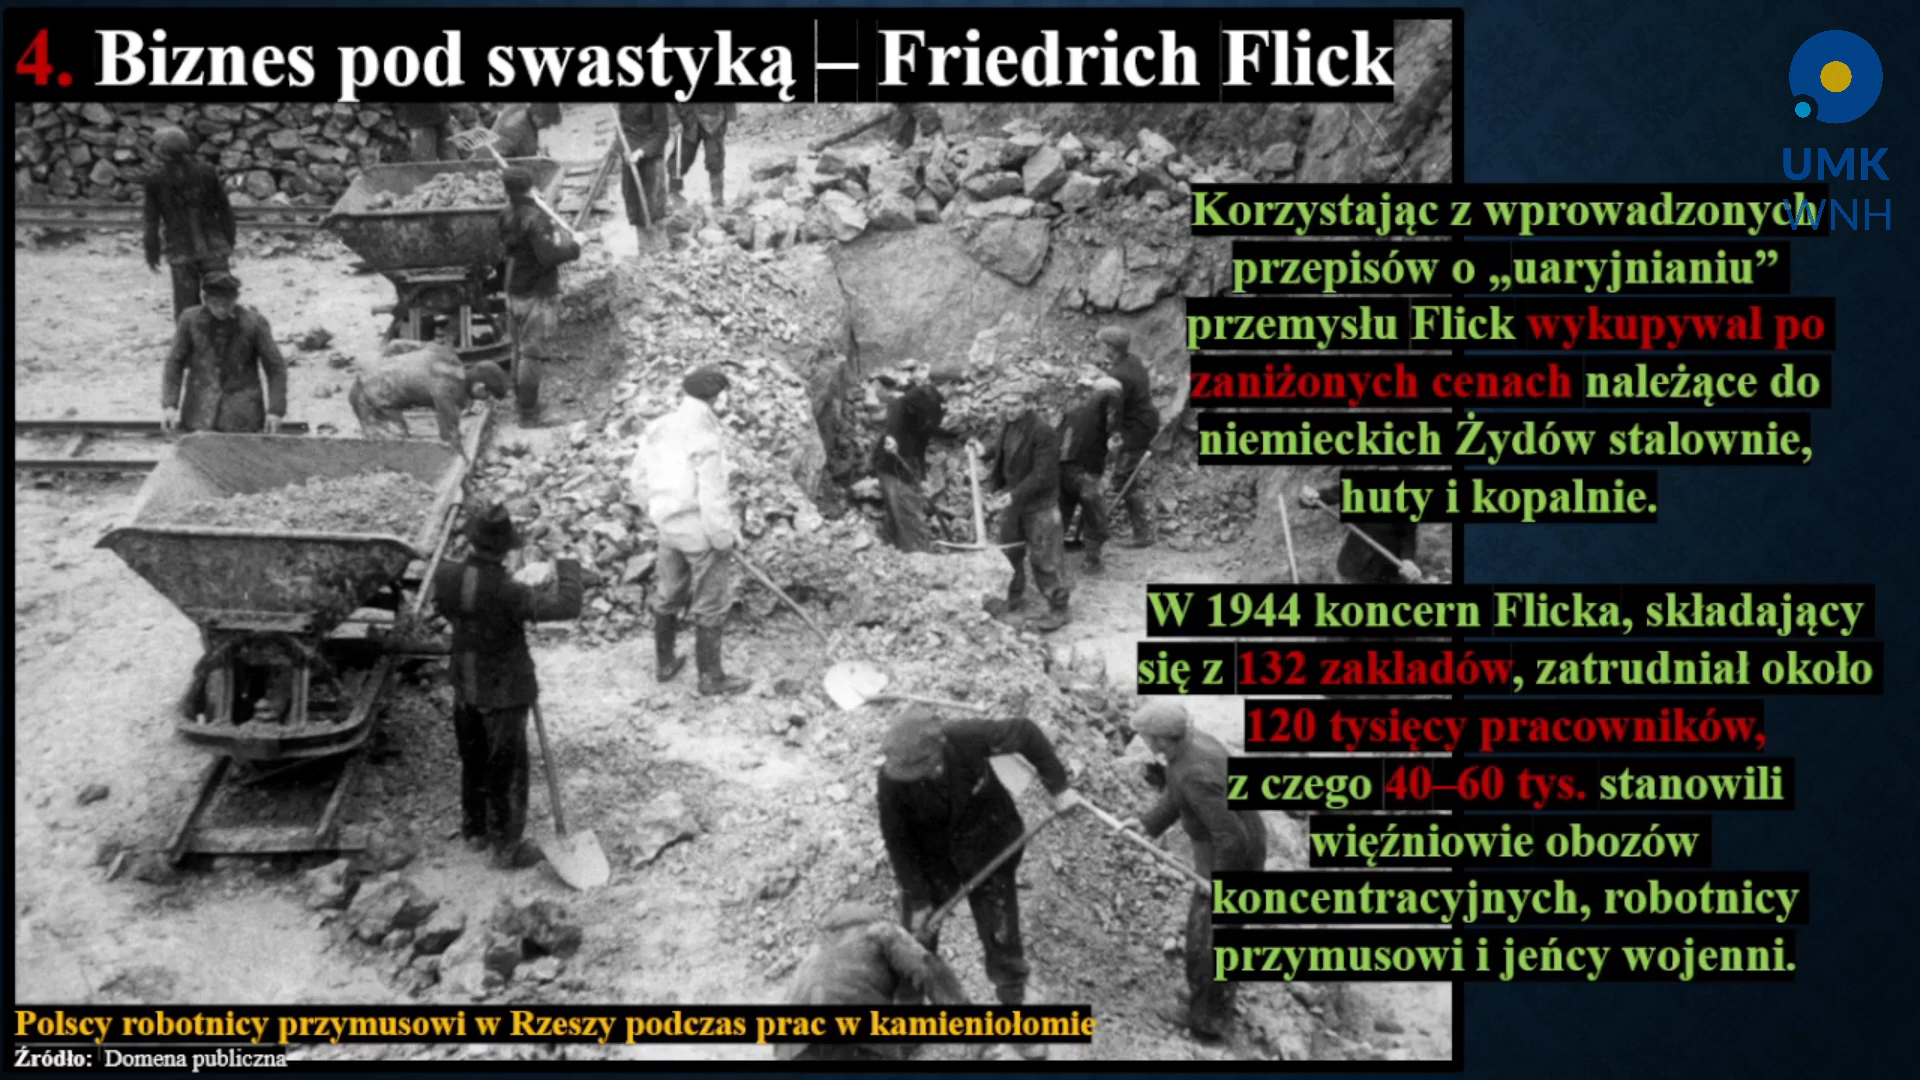 4. Biznes pod swastyką – Friedrich Flick
UMK
WNH
Korzystając z wprowadzonych
przepisów o „uaryjnianiu”
przemysłu Flick wykupywał po
zaniżonych cenach należące do
niemieckich Żydów stalownie,
huty i kopalnie.
W 1944 koncern Flicka, składający
się z 132 zakładów, zatrudniał około
120 tysięcy pracowników,
z czego 40–60 tys. stanowili
więźniowie obozów
koncentracyjnych, robotnicy
przymusowi i jeńcy wojenni.
Polscy robotnicy przymusowi w Rzeszy podczas prac w kamieniołomie
Źródło: Domena publiczna